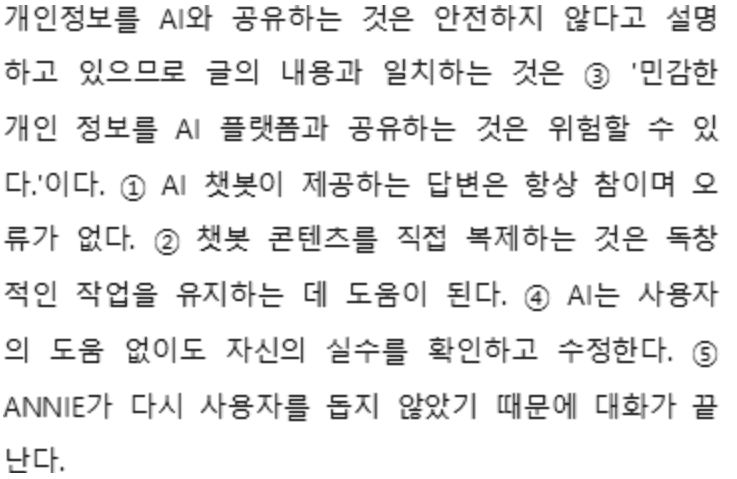 개인정보를 AI와 공유하는 것은 안전하지 않다고 설명
하고 있으므로 글의 내용과 일치하는 것은 ③ '민감한
개인 정보를 AI 플랫폼과 공유하는 것은 위험할 수 있
다.'이다. ① AI 챗봇이 제공하는 답변은 항상 참이며 오
류가 없다. ② 챗봇 콘텐츠를 직접 복제하는 것은 독창
적인 작업을 유지하는 데 도움이 된다. ④ AI는 사용자
의 도움 없이도 자신의 실수를 확인하고 수정한다. ⑤
ANNIE가 다시 사용자를 돕지 않았기 때문에 대화가 끝
난다.